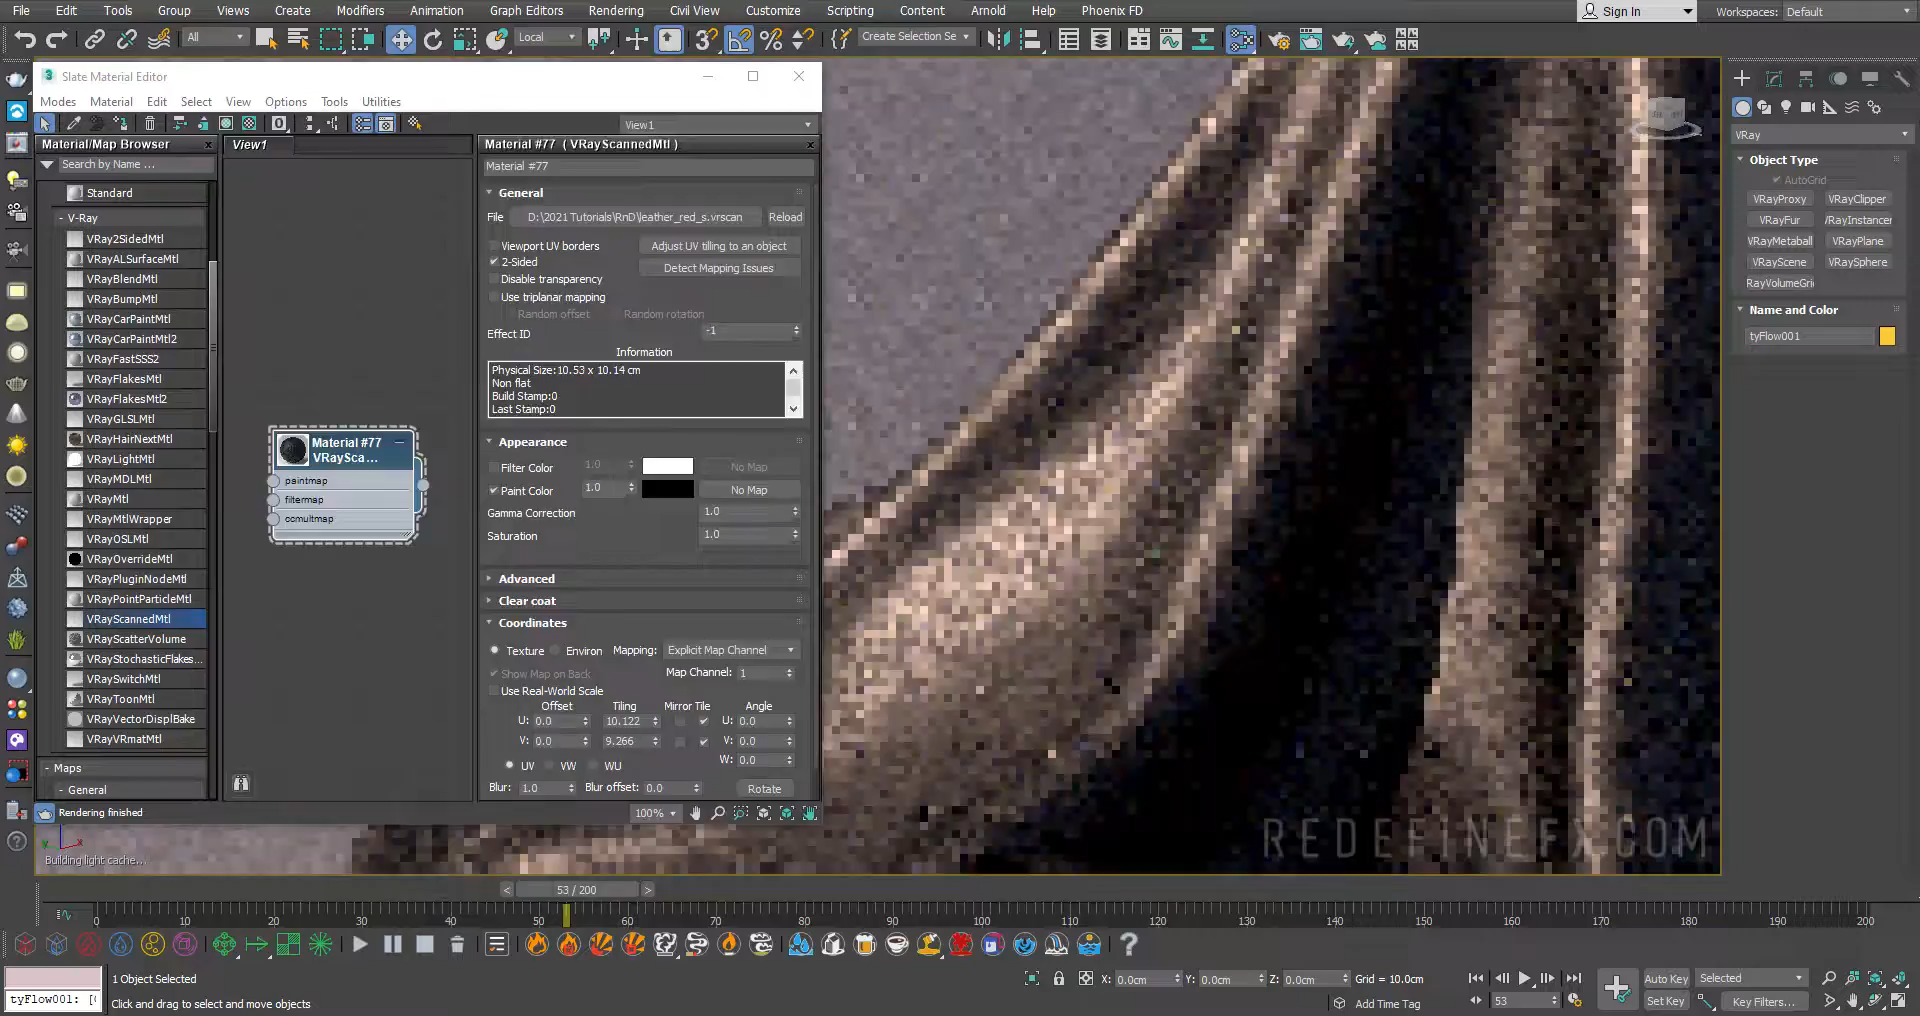 File Edit Tools Group Views Create Modifiers Animation Graph Editors Rendering Civil View Customize Scripting Content Arnold Help Phoenix FD Sign In Workspaces: Default
All Local Create Selection Se
Slate Material Editor
Modes Material Edit Select View Options Tools Utilities
View1
Material/Map Browser
Search by Name ...
Standard
- V-Ray
VRay2SidedMtl
VRayALSurfaceMtl
VRayBlendMtl
VRayBumpMtl
VRayCarPaintMtl
VRayCarPaintMtl2
VRayFastSSS2
VRayFlakesMtl
VRayFlakesMtl2
VRayGLSLMtl
VRayHairNextMtl
VRayLightMtl
VRayMDLMtl
VRayMtl
VRayMtlWrapper
VRayOSLMtl
VRayOverrideMtl
VRayPluginNodeMtl
VRayPointParticleMtl
VRayScannedMtl
VRayScatterVolume
VRayStochasticFlakes...
VRaySwitchMtl
VRayToonMtl
VRayVectorDisplBake
VRayVRmatMtl
- Maps
- General
Rendering finished
View1
Material #77
VRaySca...
paintmap
filtermap
ccmultmap
Material #77 ( VRayScannedMtl )
Material #77
General
File D:\2021 Tutorials\RnD\leather_red_s.vrscan Reload
Viewport UV borders Adjust UV tilling to an object
2-Sided
Detect Mapping Issues
Disable transparency
Use triplanar mapping
Random offset Random rotation
Effect ID -1
Information
Physical Size:10.53 x 10.14 cm
Non flat
Build Stamp:0
Last Stamp:0
Appearance
Filter Color 1.0 No Map
Paint Color 1.0 No Map
Gamma Correction 1.0
Saturation 1.0
Advanced
Clear coat
Coordinates
Texture Environ Mapping: Explicit Map Channel
Show Map on Back Map Channel: 1
Use Real-World Scale
Offset Tiling Mirror Tile Angle
U: 0.0 10.122 U: 0.0
V: 0.0 9.266 V: 0.0
W: 0.0
UV VW WU
Blur: 1.0 Blur offset: 0.0 Rotate
100%
Building light cache...
REDEFINEFX.COM
VRay
Object Type
AutoGrid
VRayProxy VRayClipper
VRayFur VRayInstancer
VRayMetaball VRayPlane
VRayScene VRaySphere
RayVolumeGri
Name and Color
tyFlow001
< 53 / 200 >
0 10 20 30 40 50 60 70 80 90 100 110 120 130 140 150 160 170 180 190 200
1 Object Selected X: 0.0cm Y: 0.0cm Z: 0.0cm Grid = 10.0cm Auto Key Selected
tyFlow001: [ Click and drag to select and move objects Add Time Tag 53 Set Key Key Filters...